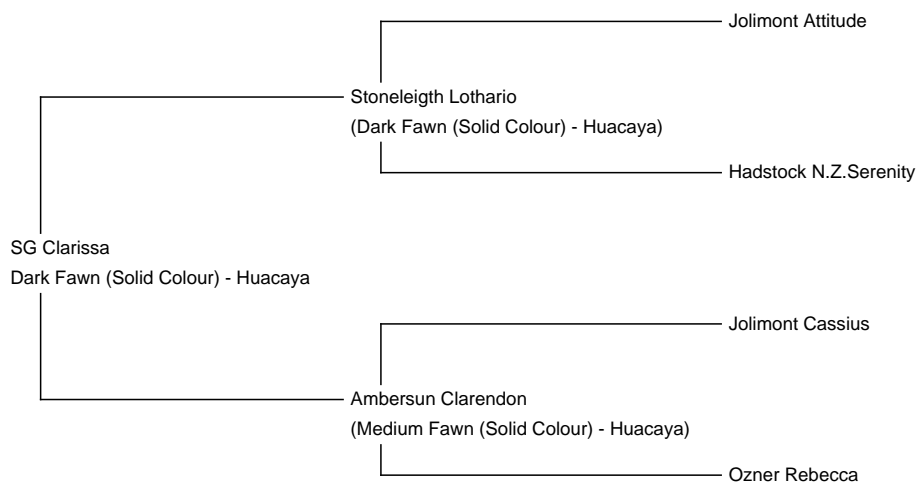 Jolimont Attitude
Stoneleigth Lothario
(Dark Fawn (Solid Colour) - Huacaya)
Hadstock N.Z.Serenity
SG Clarissa
Dark Fawn (Solid Colour) - Huacaya
Jolimont Cassius
Ambersun Clarendon
(Medium Fawn (Solid Colour) - Huacaya)
Ozner Rebecca